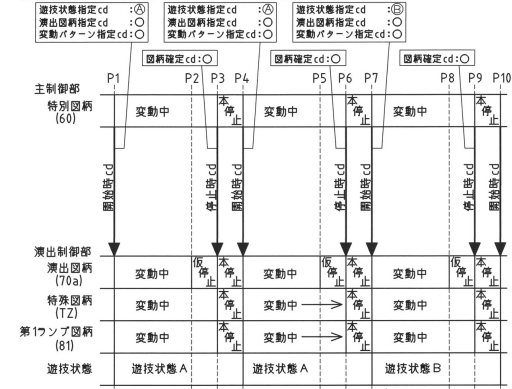 遊技状態指定cd :Ⓐ
演出図柄指定cd :○
変動パターン指定cd:○
遊技状態指定cd :Ⓐ
演出図柄指定cd :○
変動パターン指定cd:○
遊技状態指定cd :Ⓑ
演出図柄指定cd :○
変動パターン指定cd:○
図柄確定cd:○
図柄確定cd:○
図柄確定cd:○
P1 P2 P3 P4 P5 P6 P7 P8 P9 P10
主制御部
特別図柄
(60)
変動中 本停止 変動中 本停止 変動中 本停止
開始時cd 停止時cd 開始時cd 停止時cd 開始時cd 停止時cd 開始時cd
演出制御部
演出図柄
(70a)
変動中 仮停止 本停止 変動中 仮停止 本停止 変動中 仮停止 本停止
特殊図柄
(TZ)
変動中 本停止 変動中 本停止 変動中 本停止
第1ランプ図柄
(81)
変動中 本停止 変動中 本停止 変動中 本停止
遊技状態 遊技状態A 遊技状態A 遊技状態B